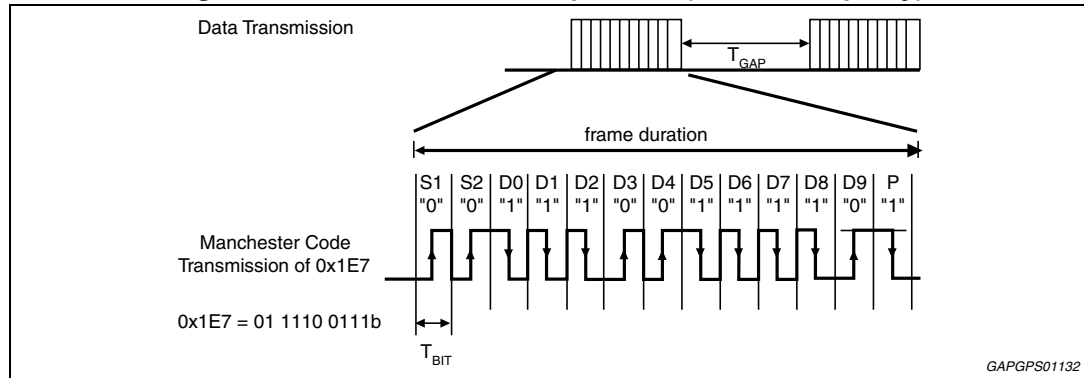 Data Transmission
TGAP
frame duration
S1 S2 D0 D1 D2 D3 D4 D5 D6 D7 D8 D9 P
"0" "0" "1" "1" "1" "0" "0" "1" "1" "1" "1" "0" "1"
Manchester Code
Transmission of 0x1E7
0x1E7 = 01 1110 0111b
TBIT
GAPGPS01132